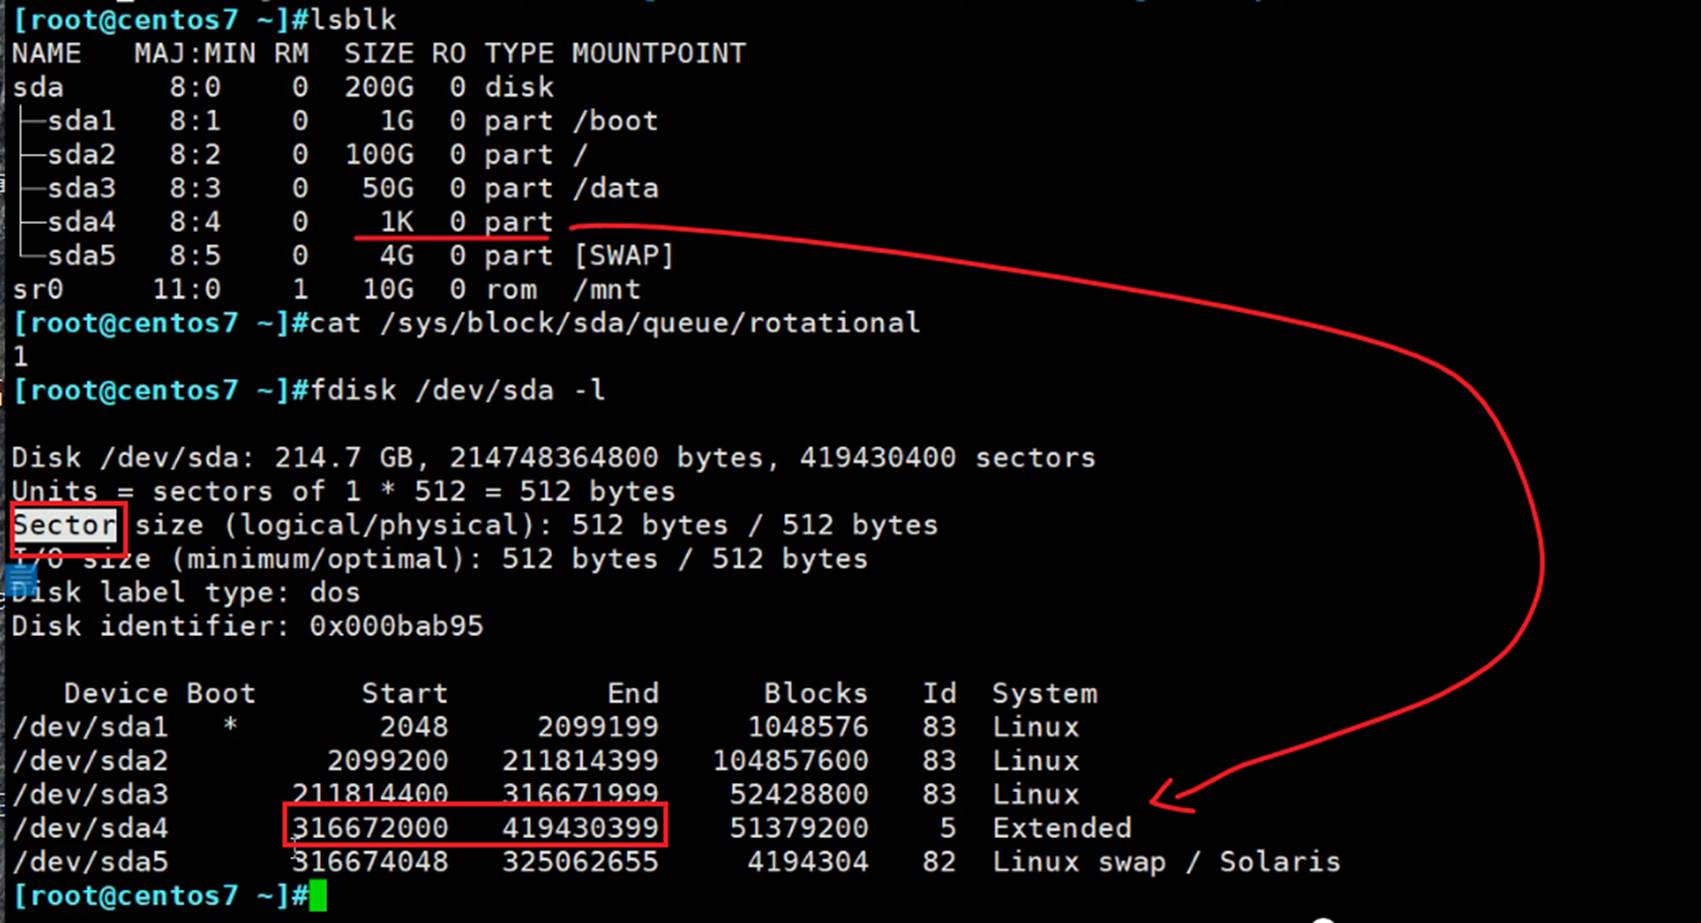 [root@centos7 ~]#lsblk
NAME   MAJ:MIN RM  SIZE RO TYPE MOUNTPOINT
sda      8:0    0  200G  0 disk
├─sda1   8:1    0    1G  0 part /boot
├─sda2   8:2    0  100G  0 part /
├─sda3   8:3    0   50G  0 part /data
├─sda4   8:4    0    1K  0 part
└─sda5   8:5    0    4G  0 part [SWAP]
sr0     11:0    1   10G  0 rom  /mnt
[root@centos7 ~]#cat /sys/block/sda/queue/rotational
1
[root@centos7 ~]#fdisk /dev/sda -l
Disk /dev/sda: 214.7 GB, 214748364800 bytes, 419430400 sectors
Units = sectors of 1 * 512 = 512 bytes
Sector size (logical/physical): 512 bytes / 512 bytes
I/O size (minimum/optimal): 512 bytes / 512 bytes
Disk label type: dos
Disk identifier: 0x000bab95
   Device Boot      Start         End      Blocks   Id  System
/dev/sda1   *        2048     2099199     1048576   83  Linux
/dev/sda2         2099200   211814399   104857600   83  Linux
/dev/sda3       211814400   316671999    52428800   83  Linux
/dev/sda4       316672000   419430399    51379200    5  Extended
/dev/sda5       316674048   325062655     4194304   82  Linux swap / Solaris
[root@centos7 ~]#